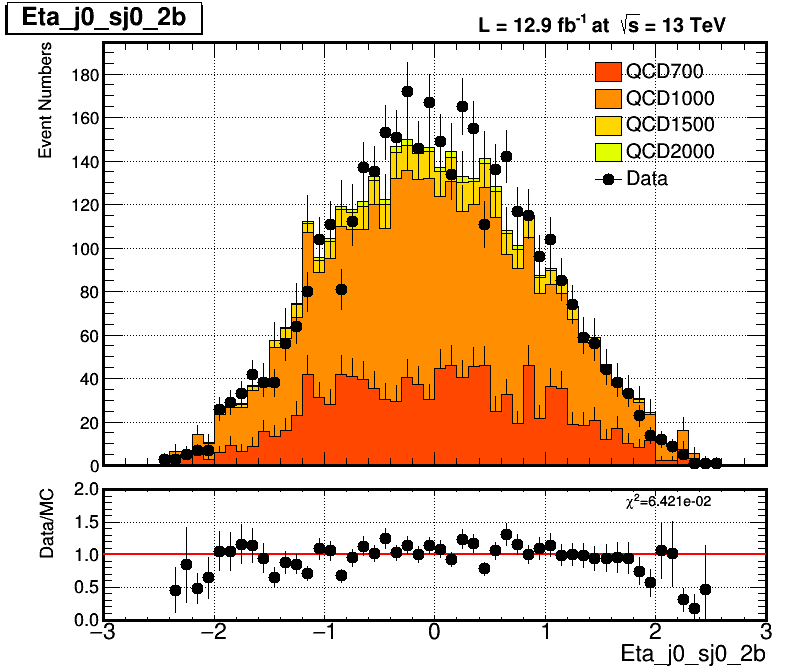 Eta_j0_sj0_2b
L = 12.9 fb⁻¹ at √s = 13 TeV
Event Numbers
180
160
140
120
100
80
60
40
20
0
QCD700
QCD1000
QCD1500
QCD2000
Data
Data/MC
2.0
1.5
1.0
0.5
0.0
χ²=6.421e-02
−3 −2 −1 0 1 2 3
Eta_j0_sj0_2b